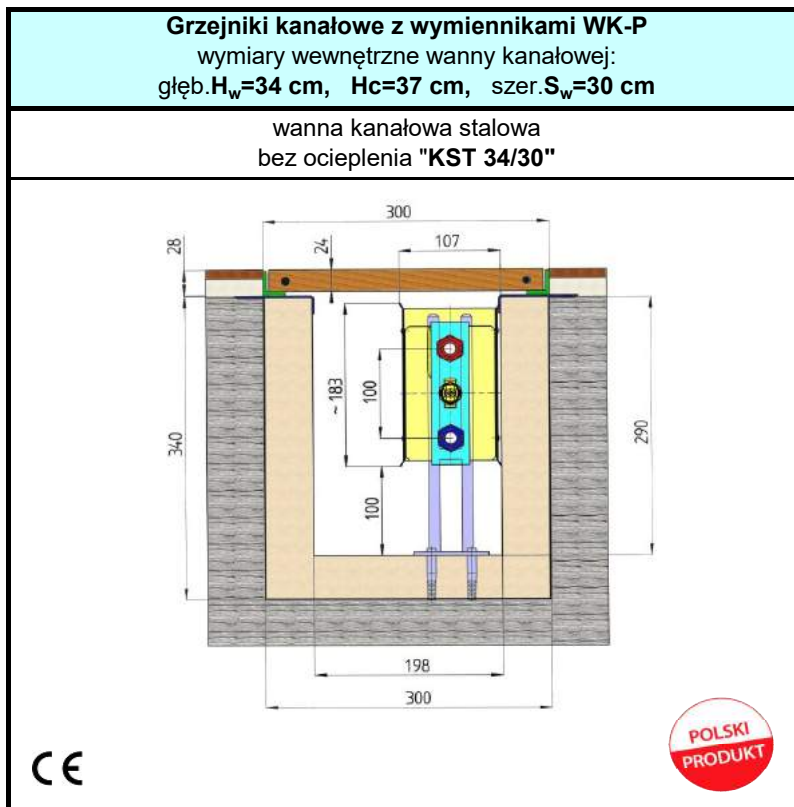 Grzejniki kanałowe z wymiennikami WK-P
wymiary wewnętrzne wanny kanałowej:
głęb.Hw=34 cm, Hc=37 cm, szer.Sw=30 cm
wanna kanałowa stalowa
bez ocieplenia "KST 34/30"
300
28
24
107
~183
100
340
290
100
198
300
CE
POLSKI
PRODUKT